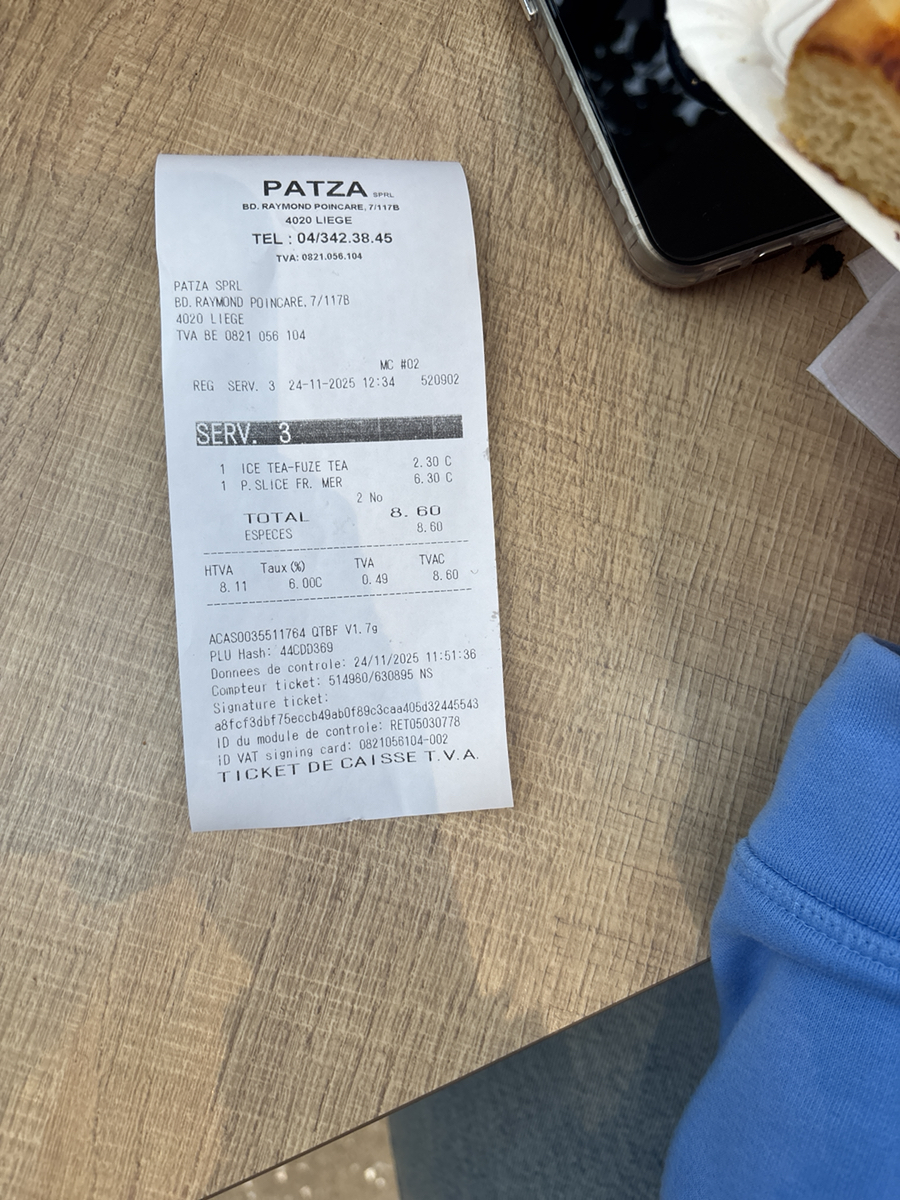 PATZA SPRL
BD. RAYMOND POINCARE, 7/117B
4020 LIEGE
TEL : 04/342.38.45
TVA: 0821.056.104
PATZA SPRL
BD. RAYMOND POINCARE, 7/117B
4020 LIEGE
TVA BE 0821 056 104
MC #02
REG SERV. 3 24-11-2025 12:34 520902
SERV. 3
1 ICE TEA-FUZE TEA 2.30 C
1 P.SLICE FR. MER 6.30 C
2 No
TOTAL 8.60
ESPECES 8.60
HTVA Taux(%) TVA TVAC
8.11 6.00C 0.49 8.60
ACAS0035511764 QTBF V1.7g
PLU Hash: 44CDD369
Donnees de controle: 24/11/2025 11:51:36
Compteur ticket: 514980/630895 NS
Signature ticket:
a8fcf3dbf75eccb49ab0f89c3caa405d32445543
ID du module de controle: RET05030778
iD VAT signing card: 0821056104-002
TICKET DE CAISSE T.V.A.